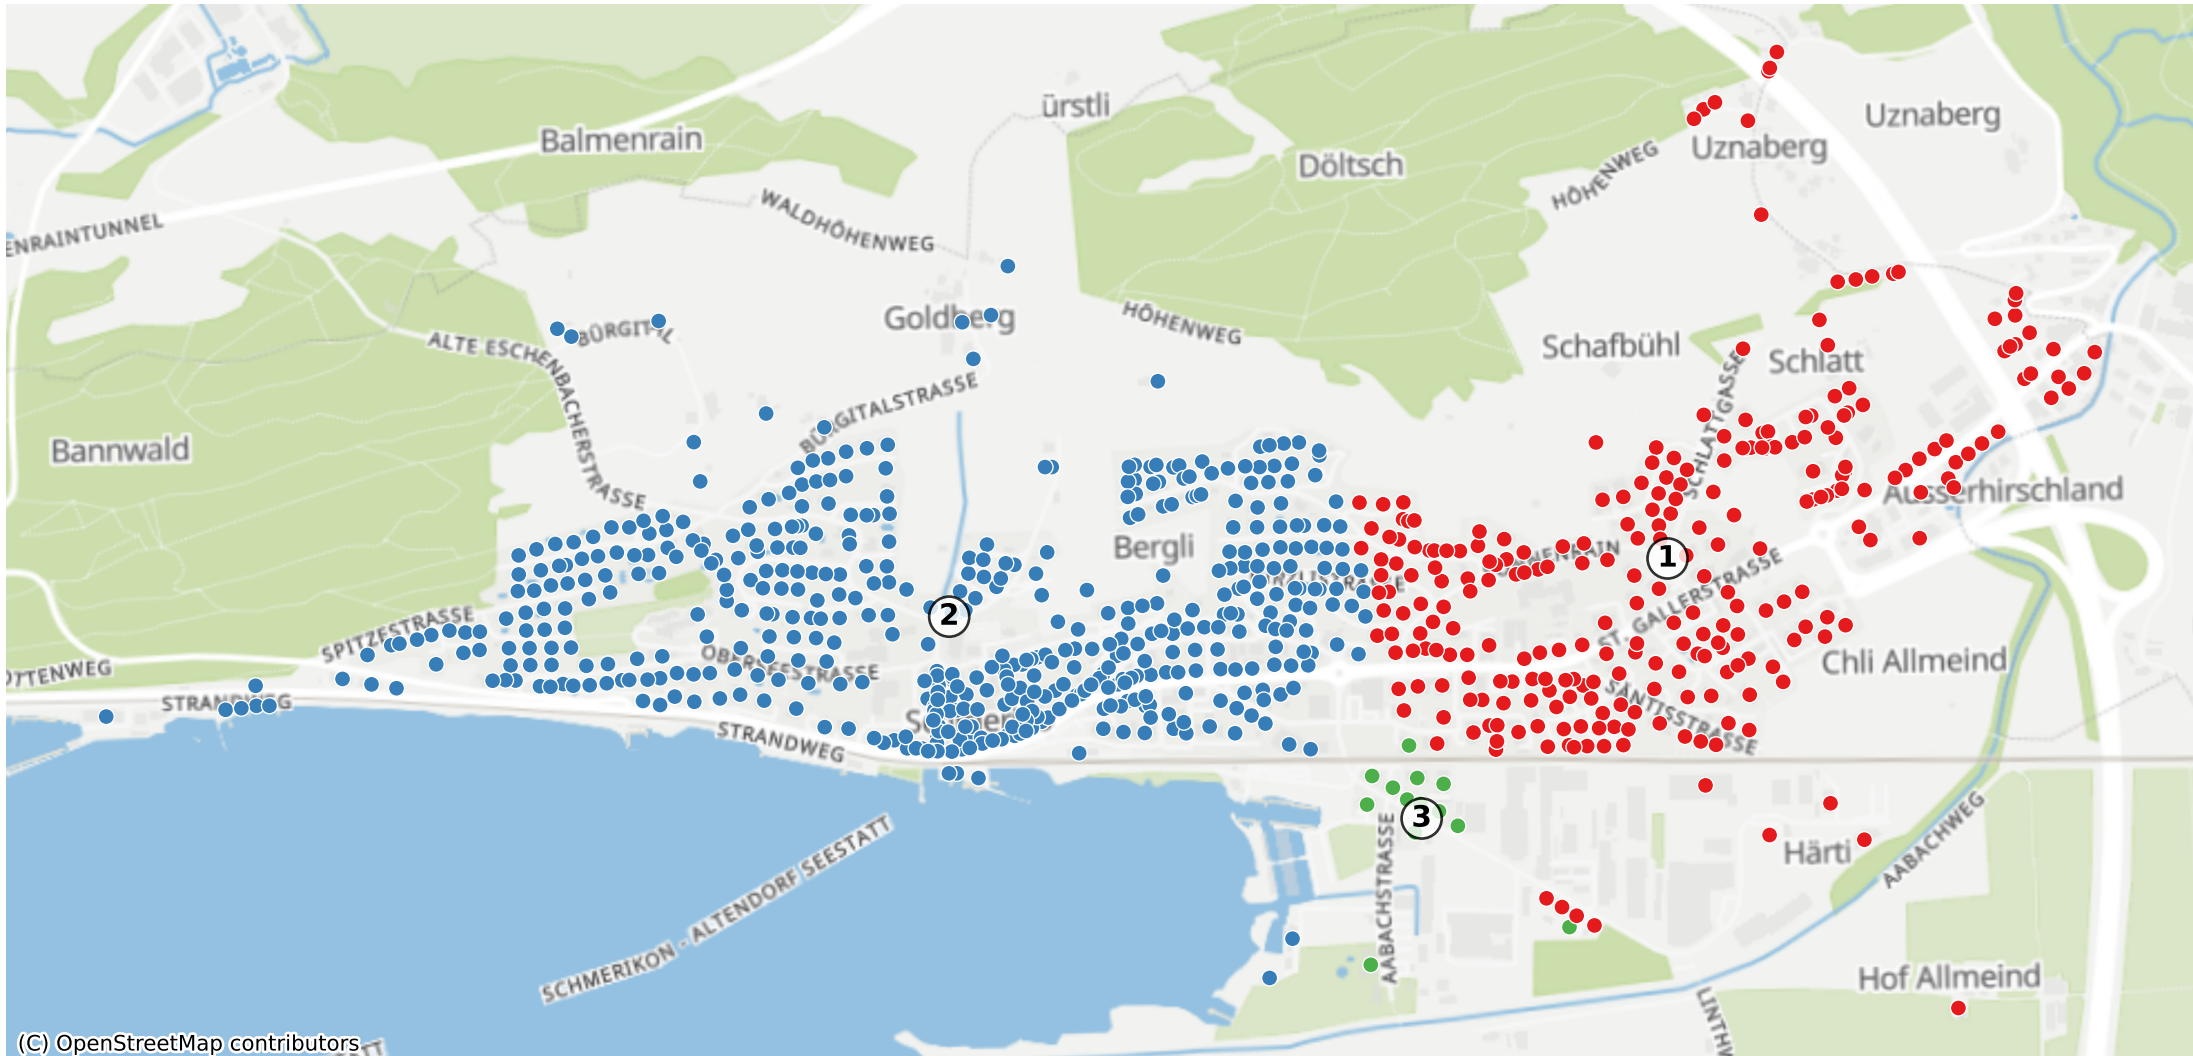 ürstli
Uznaberg
Balmenrain
Uznaberg
Döltsch
HÖHENWEG
WALDHÖHENWEG
ENRAINTUNNEL
Goldberg
HÖHENWEG
BÜRGITAL
ALTE ESCHENBACHERSTRASSE
Schafbühl
Schlatt
SCHLATTGASSE
BÜRGITALSTRASSE
Bannwald
Ausserhirschland
Bergli
1
ST. GALLERSTRASSE
2
SPITZESTRASSE
OBERSEESTRASSE
Chli Allmeind
STRANDWEG
SÄNTISSTRASSE
STRANDWEG
3
AABACHSTRASSE
Härti
AABACHWEG
SCHMERIKON - ALTENDORF SEESTATT
Hof Allmeind
(C) OpenStreetMap contributors